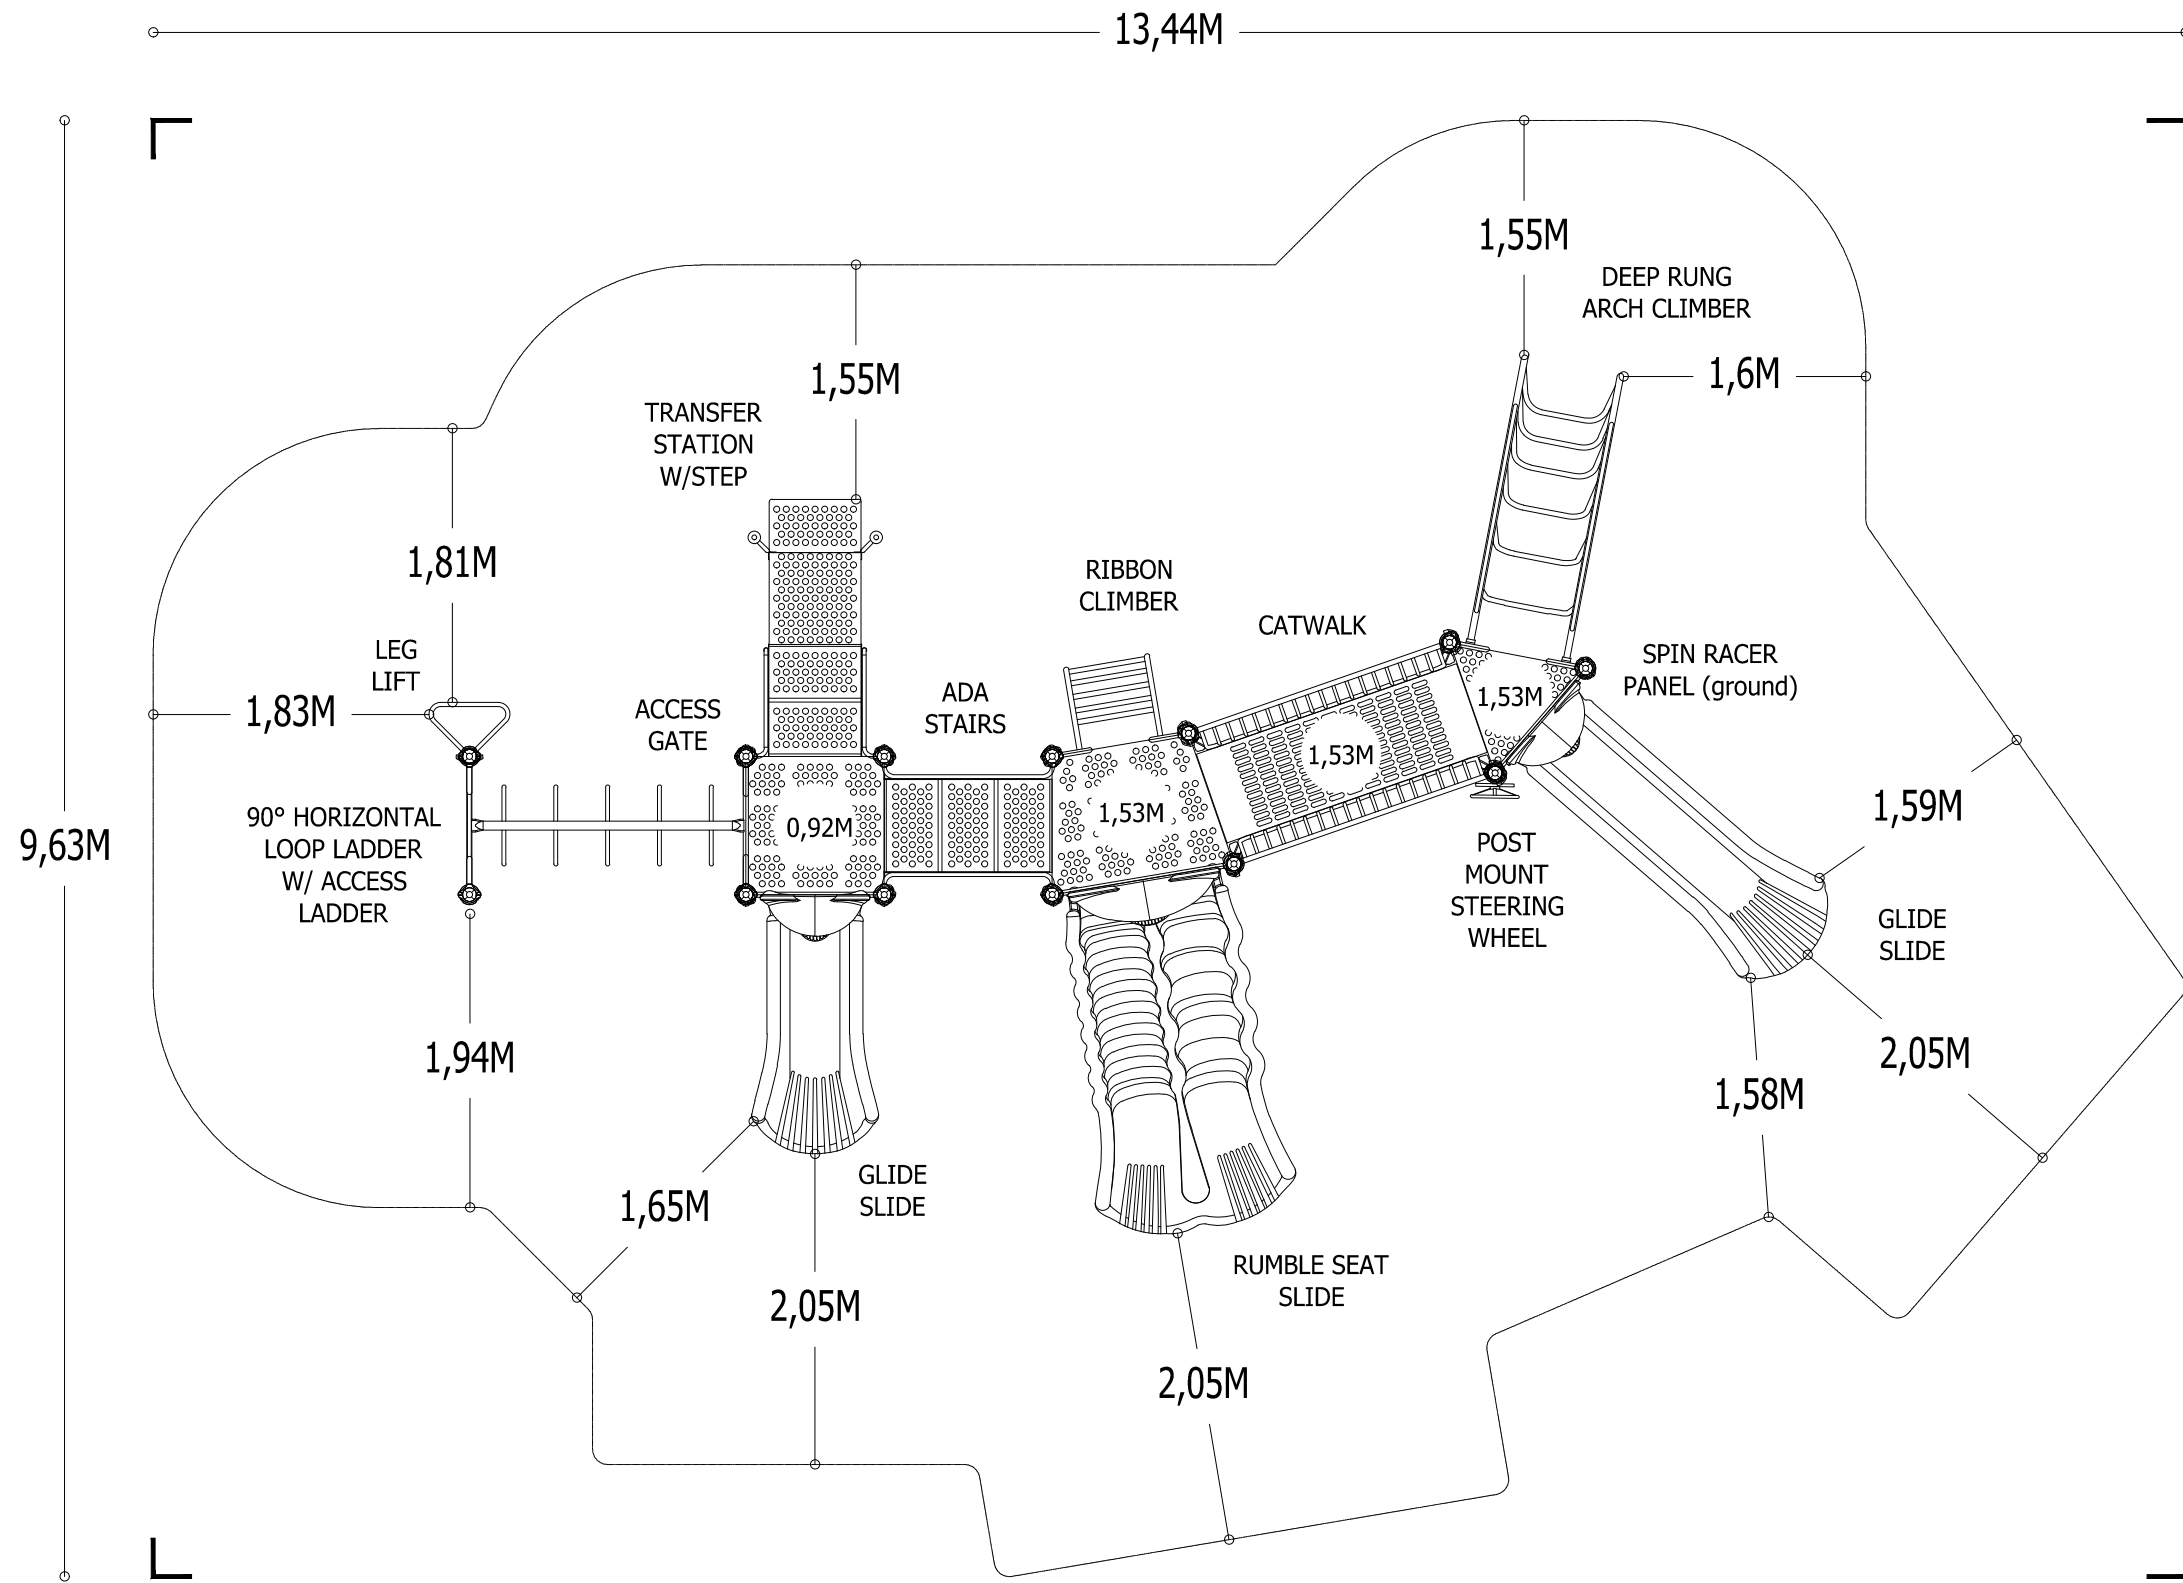 13,44M
1,55M
DEEP RUNG
ARCH CLIMBER
1,6M
1,55M
TRANSFER
STATION
W/STEP
1,81M
RIBBON
CLIMBER
CATWALK
LEG
LIFT
1,83M
SPIN RACER
PANEL (ground)
1,53M
ACCESS
GATE
ADA
STAIRS
1,53M
1,53M
0,92M
1,59M
90° HORIZONTAL
LOOP LADDER
W/ ACCESS
LADDER
9,63M
POST
MOUNT
STEERING
WHEEL
GLIDE
SLIDE
1,94M
2,05M
1,58M
GLIDE
SLIDE
1,65M
RUMBLE SEAT
SLIDE
2,05M
2,05M